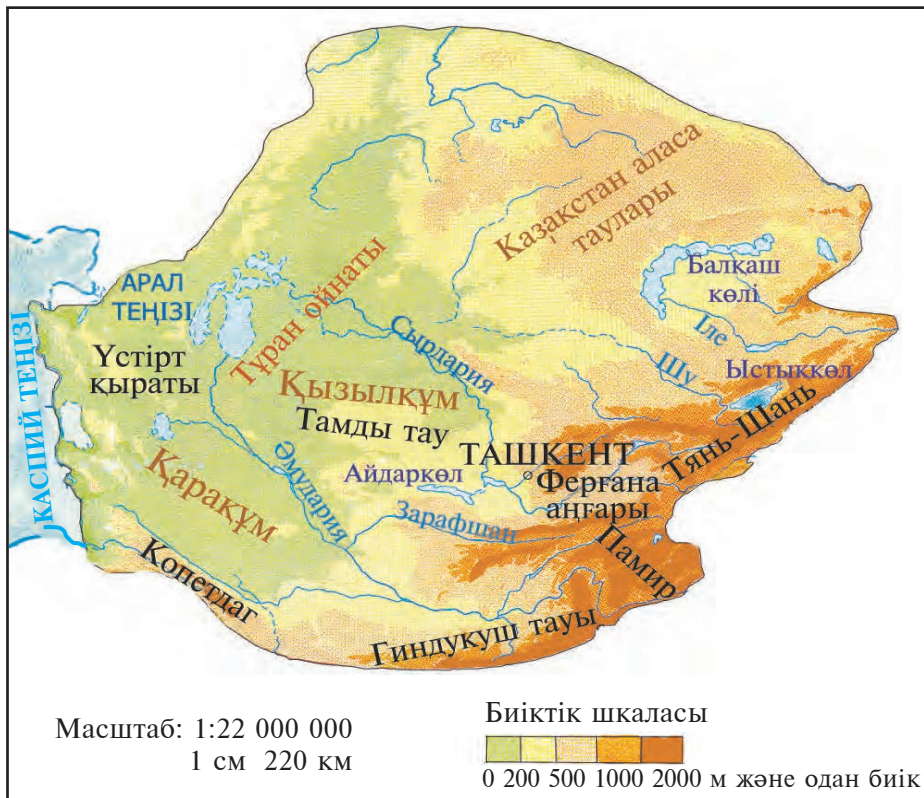 Қазақстан аласа
таулары
Балқаш
көлі
АРАЛ
ТЕҢІЗІ
Тұран ойпаты
Сырдария
Іле
Шу
Ыстықкөл
Үстірт
қыраты
КАСПИЙ ТЕҢІЗІ
Қызылқұм
Тамды тау
Тянь-Шань
ТАШКЕНТ
Айдаркөл
Ферғана
аңғары
Қарақұм
Әмудария
Зарафшан
Памир
Копетдаг
Гиндукуш тауы
Масштаб: 1:22 000 000
1 см 220 км
Биіктік шкаласы
0 200 500 1000 2000 м және одан биік